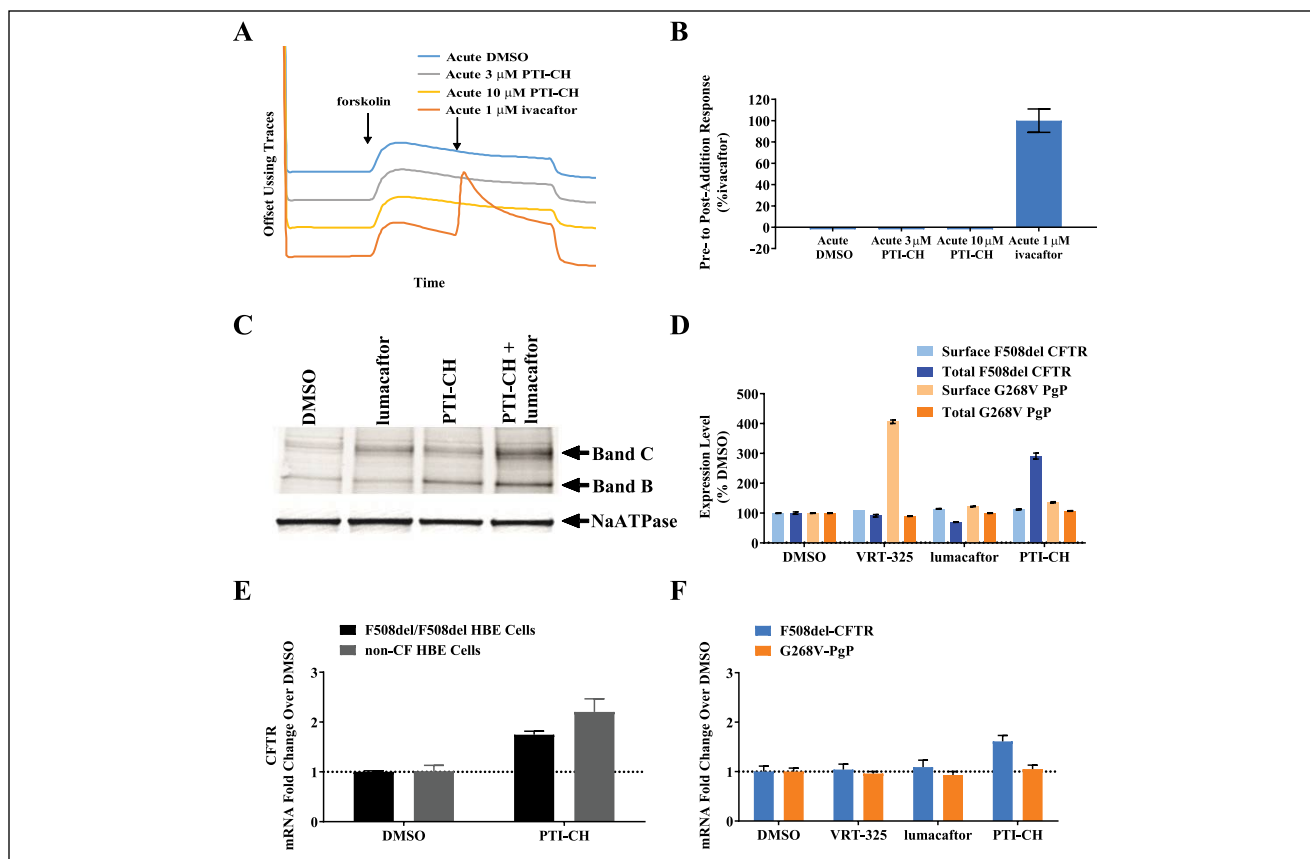 A
Acute DMSO
Acute 3 μM PTI-CH
Acute 10 μM PTI-CH
Acute 1 μM ivacaftor
forskolin
Offset Ussing Traces
Time
B
Pre- to Post-Addition Response
(%ivacaftor)
120
100
80
60
40
20
0
-20
Acute
DMSO
Acute 3 μM
PTI-CH
Acute 10 μM
PTI-CH
Acute 1 μM
ivacaftor
C
DMSO
lumacaftor
PTI-CH
PTI-CH +
lumacaftor
Band C
Band B
NaATPase
D
Surface F508del CFTR
Total F508del CFTR
Surface G268V PgP
Total G268V PgP
Expression Level
(% DMSO)
500
400
300
200
100
0
DMSO
VRT-325
lumacaftor
PTI-CH
E
F508del/F508del HBE Cells
non-CF HBE Cells
CFTR
mRNA Fold Change Over DMSO
3
2
1
0
DMSO
PTI-CH
F
F508del-CFTR
G268V-PgP
mRNA Fold Change Over DMSO
3
2
1
0
DMSO
VRT-325
lumacaftor
PTI-CH